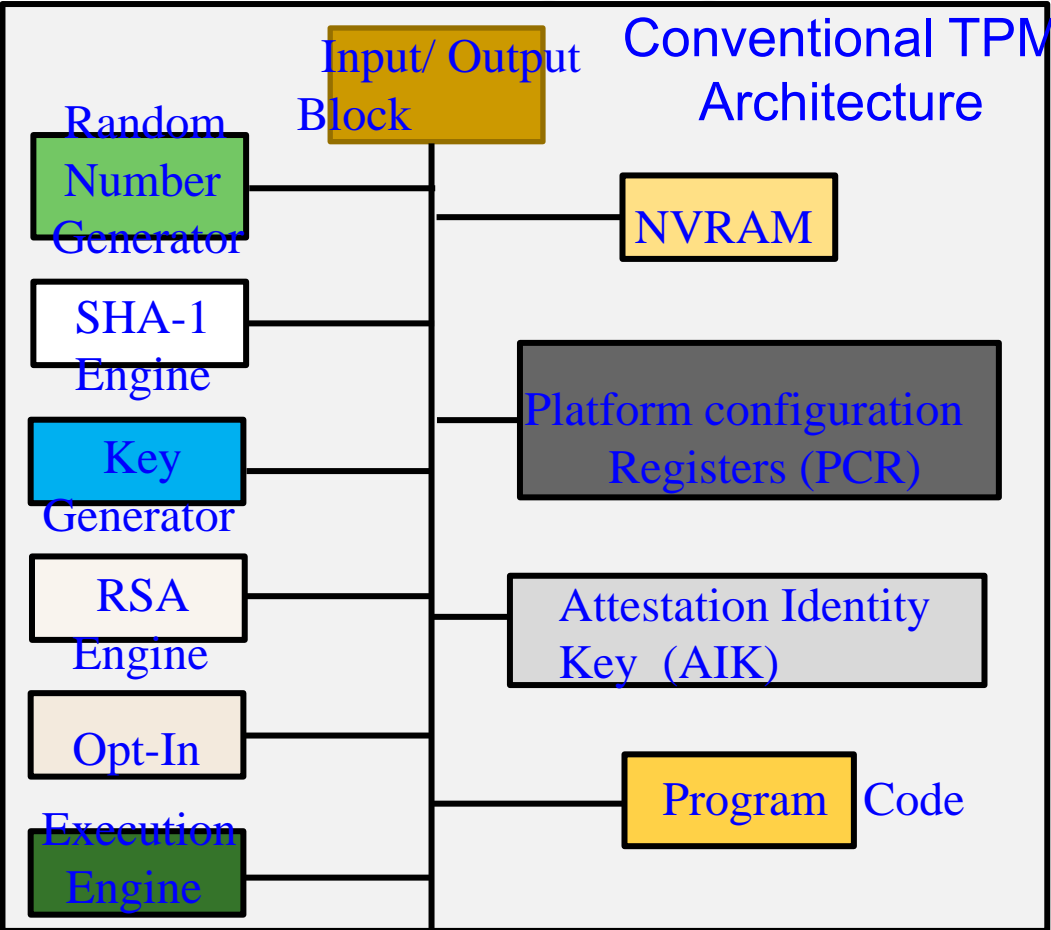 Conventional TPM
Architecture
Input/ Output
Block
Random
Number
Generator
NVRAM
SHA-1
Engine
Platform configuration
Registers (PCR)
Key
Generator
RSA
Engine
Attestation Identity
Key (AIK)
Opt-In
Program Code
Execution
Engine